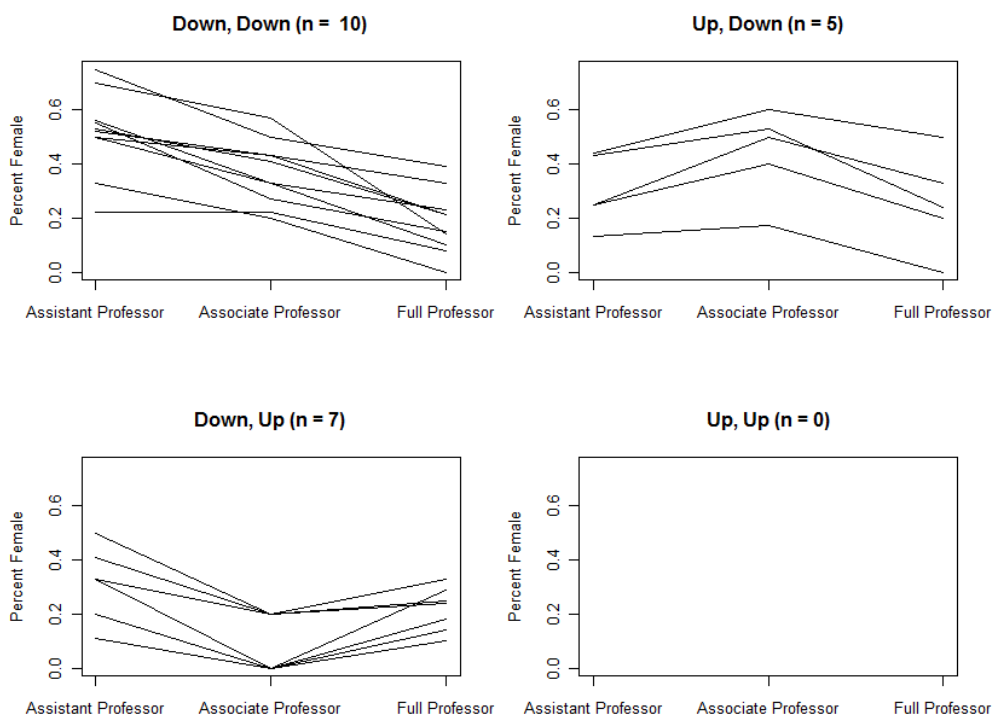 Down, Down (n =  10)
Percent Female
0.0 0.2 0.4 0.6
Assistant Professor Associate Professor Full Professor
Up, Down (n = 5)
Percent Female
0.0 0.2 0.4 0.6
Assistant Professor Associate Professor Full Professor
Down, Up (n = 7)
Percent Female
0.0 0.2 0.4 0.6
Assistant Professor Associate Professor Full Professor
Up, Up (n = 0)
Percent Female
0.0 0.2 0.4 0.6
Assistant Professor Associate Professor Full Professor